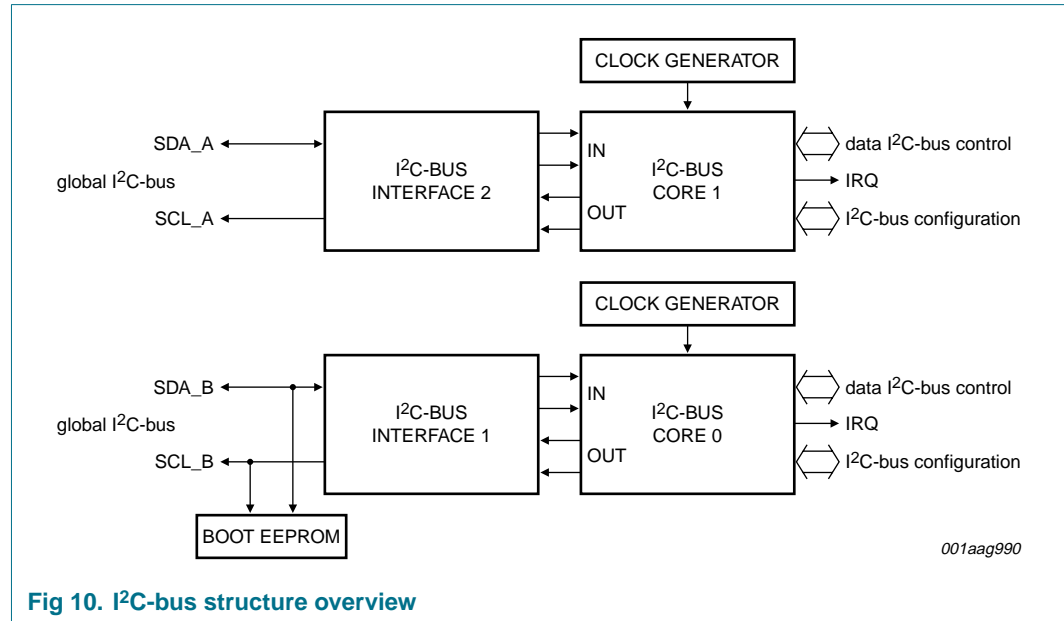 CLOCK GENERATOR
SDA_A
global I²C-bus
SCL_A
I²C-BUS
INTERFACE 2
IN
OUT
I²C-BUS
CORE 1
data I²C-bus control
IRQ
I²C-bus configuration
CLOCK GENERATOR
SDA_B
global I²C-bus
SCL_B
I²C-BUS
INTERFACE 1
IN
OUT
I²C-BUS
CORE 0
data I²C-bus control
IRQ
I²C-bus configuration
BOOT EEPROM
001aag990
Fig 10. I²C-bus structure overview